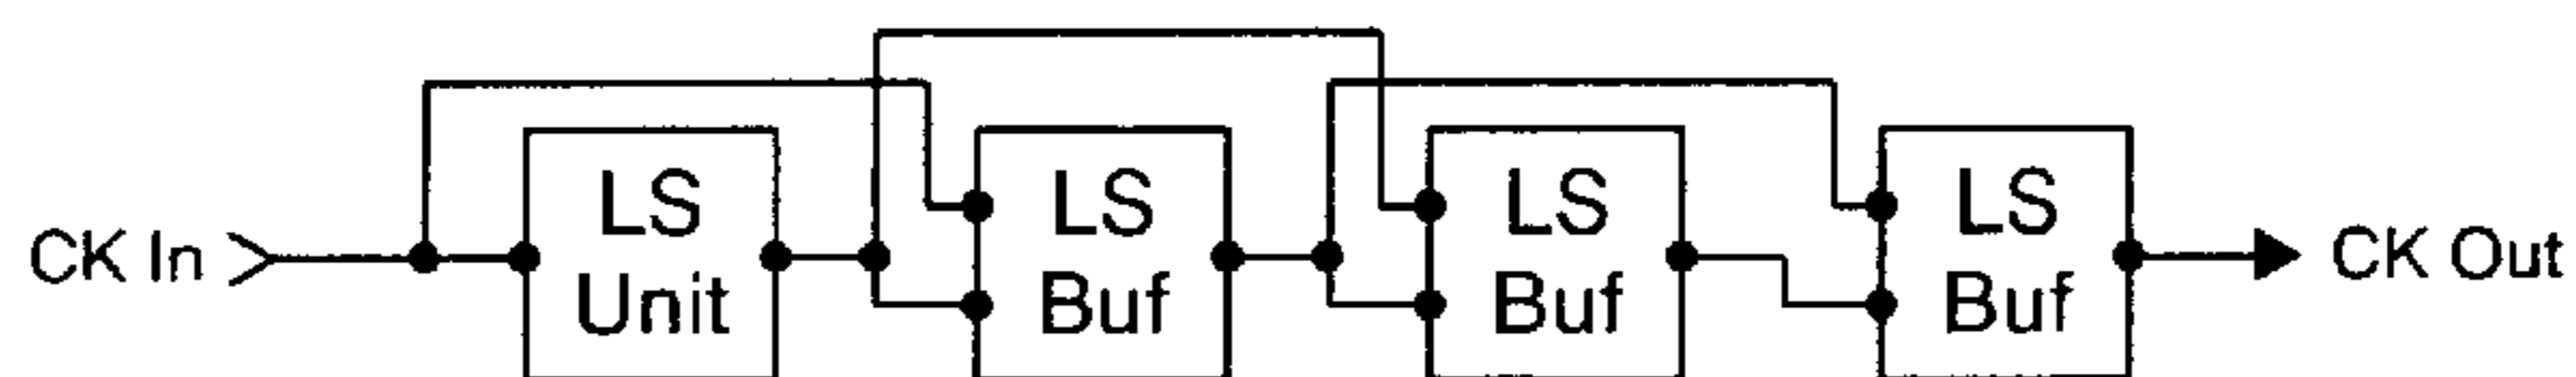 CK In
LS
Unit
LS
Buf
LS
Buf
LS
Buf
CK Out